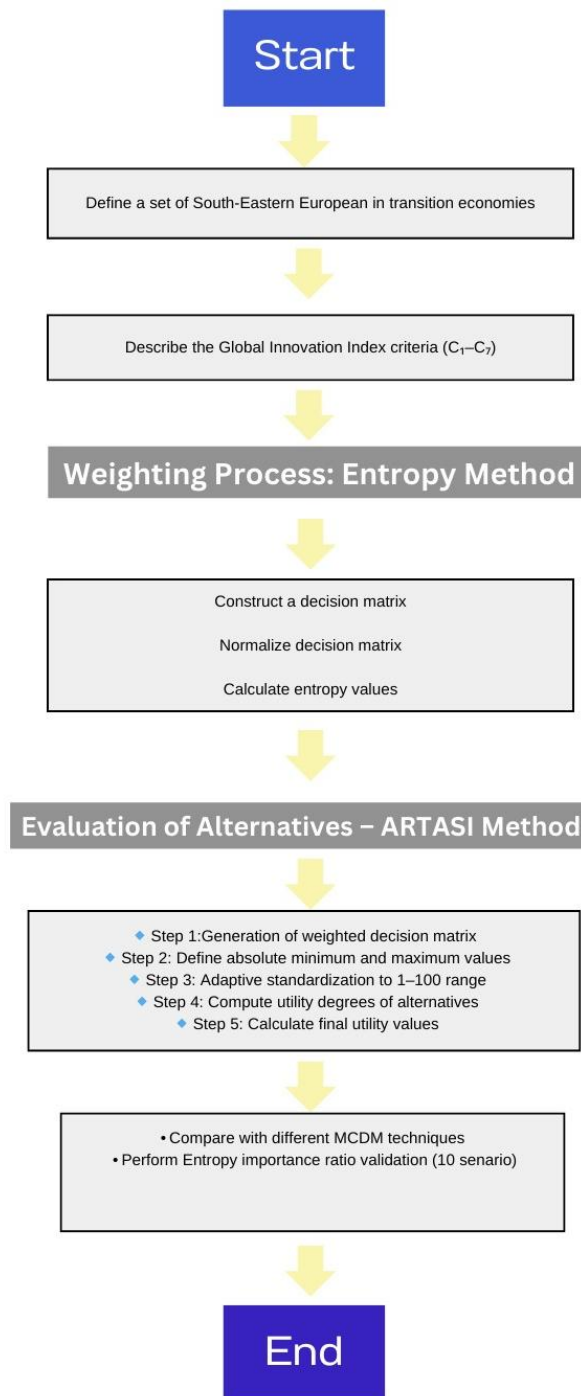 Start
Define a set of South-Eastern European in transition economies
Describe the Global Innovation Index criteria (C₁–C₇)
Weighting Process: Entropy Method
Construct a decision matrix
Normalize decision matrix
Calculate entropy values
Evaluation of Alternatives – ARTASI Method
◆ Step 1:Generation of weighted decision matrix
◆ Step 2: Define absolute minimum and maximum values
◆ Step 3: Adaptive standardization to 1–100 range
◆ Step 4: Compute utility degrees of alternatives
◆ Step 5: Calculate final utility values
• Compare with different MCDM techniques
• Perform Entropy importance ratio validation (10 senario)
End